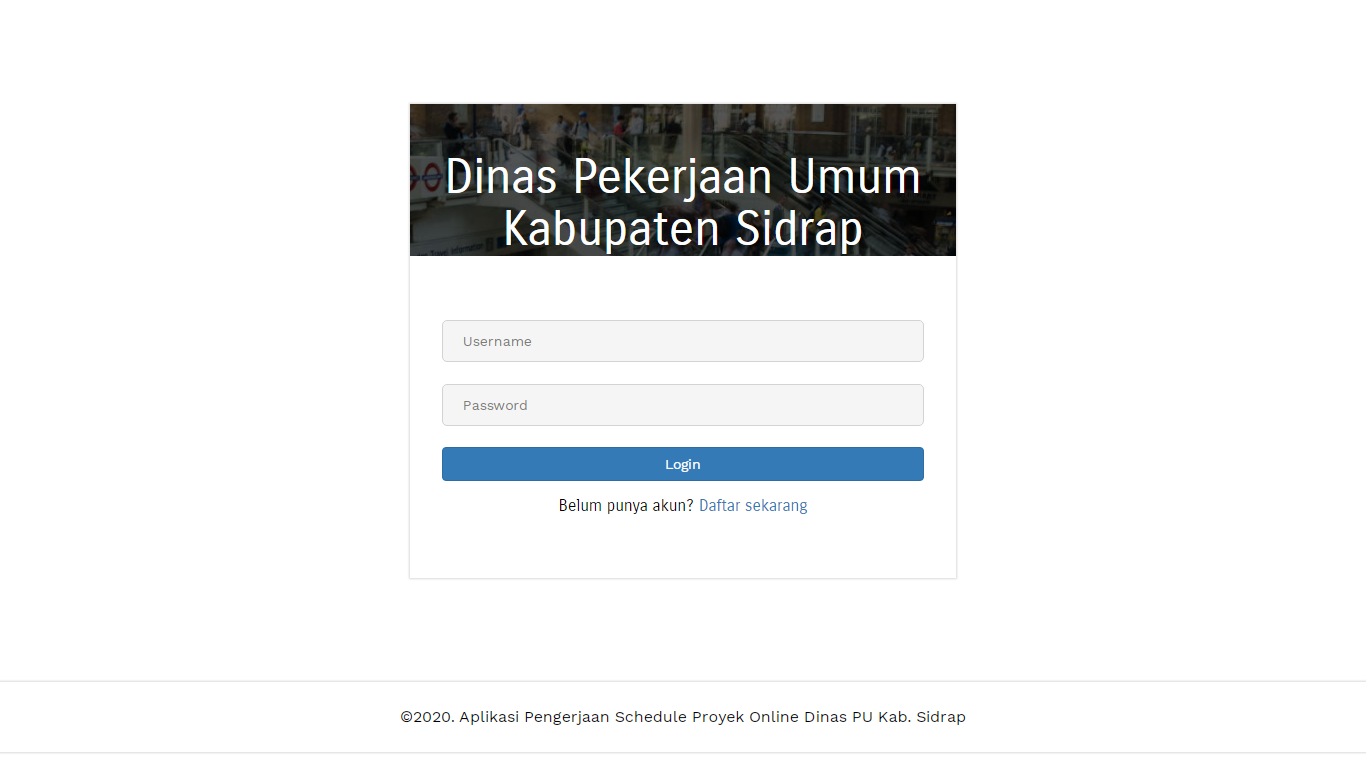 Dinas Pekerjaan Umum
Kabupaten Sidrap
Username
Password
Login
Belum punya akun? Daftar sekarang
©2020. Aplikasi Pengerjaan Schedule Proyek Online Dinas PU Kab. Sidrap